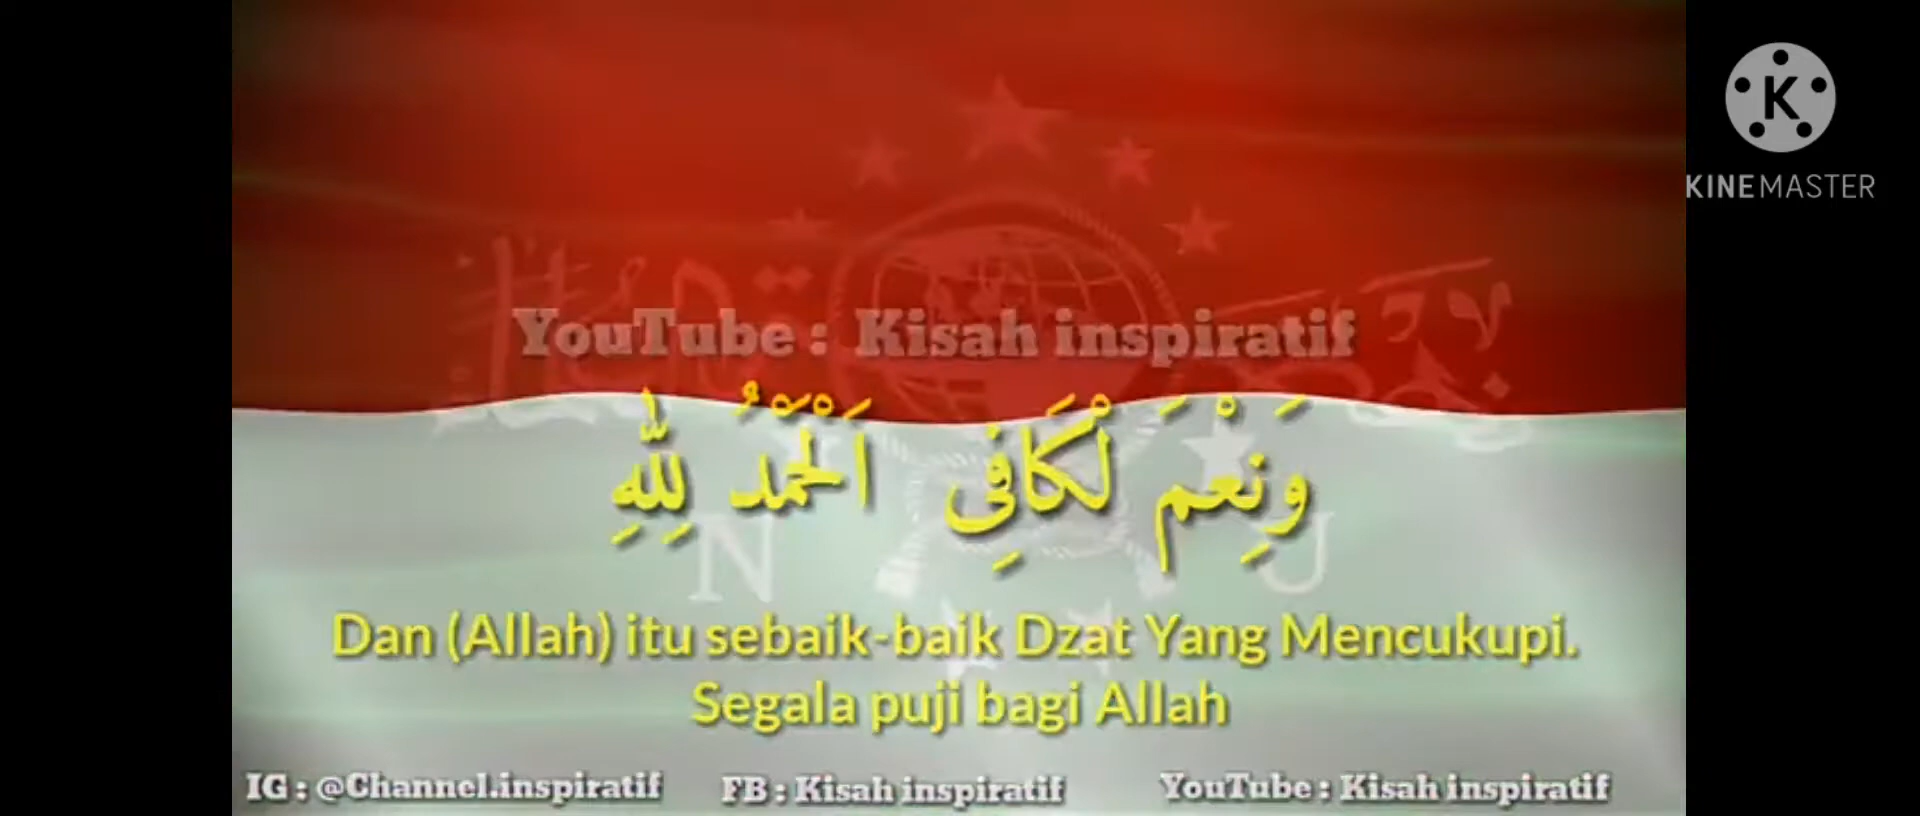 K
KINEMASTER
YouTube : Kisah inspiratif
وَنِعْمَ لْكَافِى اَلْحَمْدُ لِلّٰهِ
N U
Dan (Allah) itu sebaik-baik Dzat Yang Mencukupi.
Segala puji bagi Allah
IG : @Channel.inspiratif FB : Kisah inspiratif YouTube : Kisah inspiratif